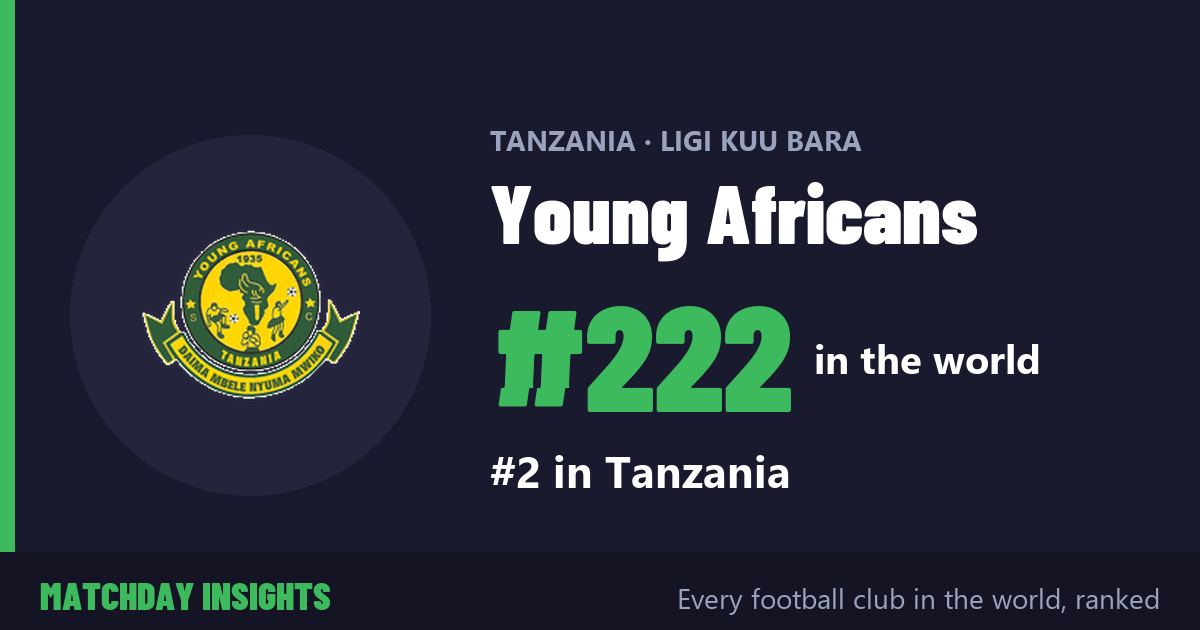 TANZANIA · LIGI KUU BARA
Young Africans
#222 in the world
#2 in Tanzania
YOUNG AFRICANS
1935
S C
TANZANIA
DAIMA MBELE NYUMA MWIKO
MATCHDAY INSIGHTS
Every football club in the world, ranked